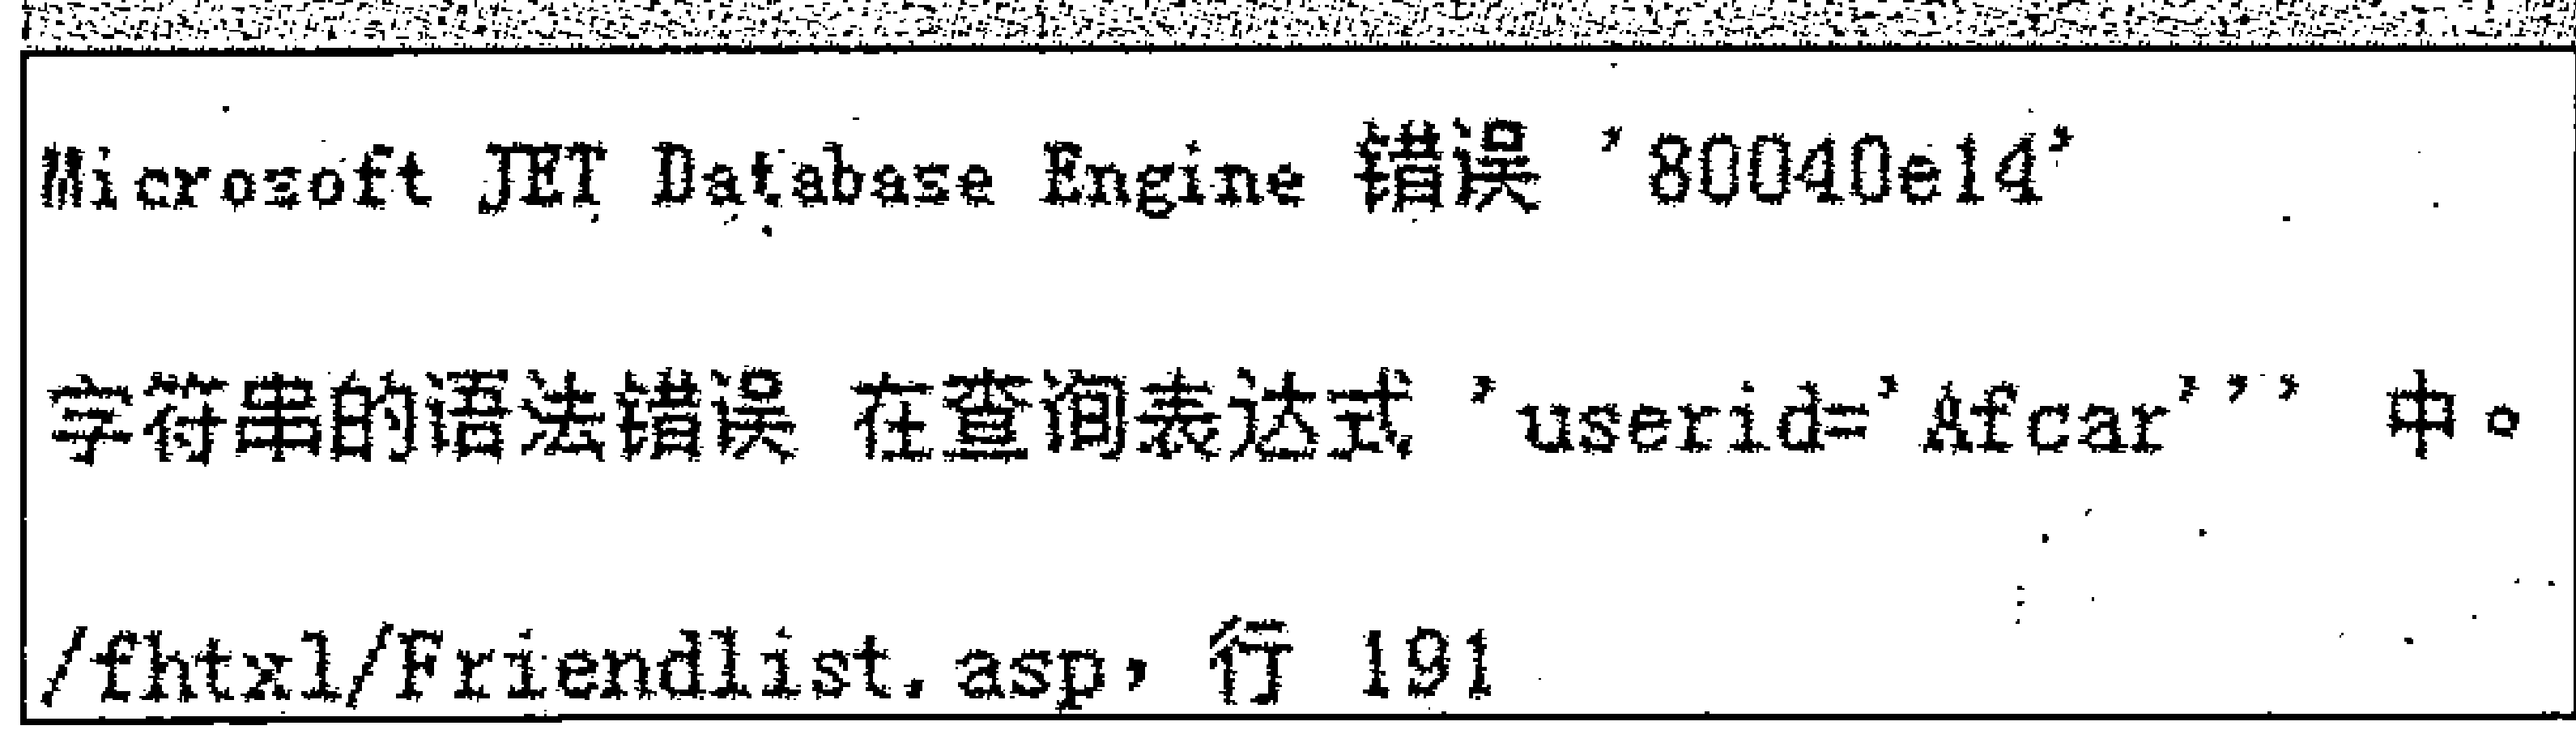 Microsoft JET Database Engine 错误 '80040e14'
字符串的语法错误 在查询表达式 'userid='Afcar''' 中。
/fhtxl/Friendlist.asp，行 191